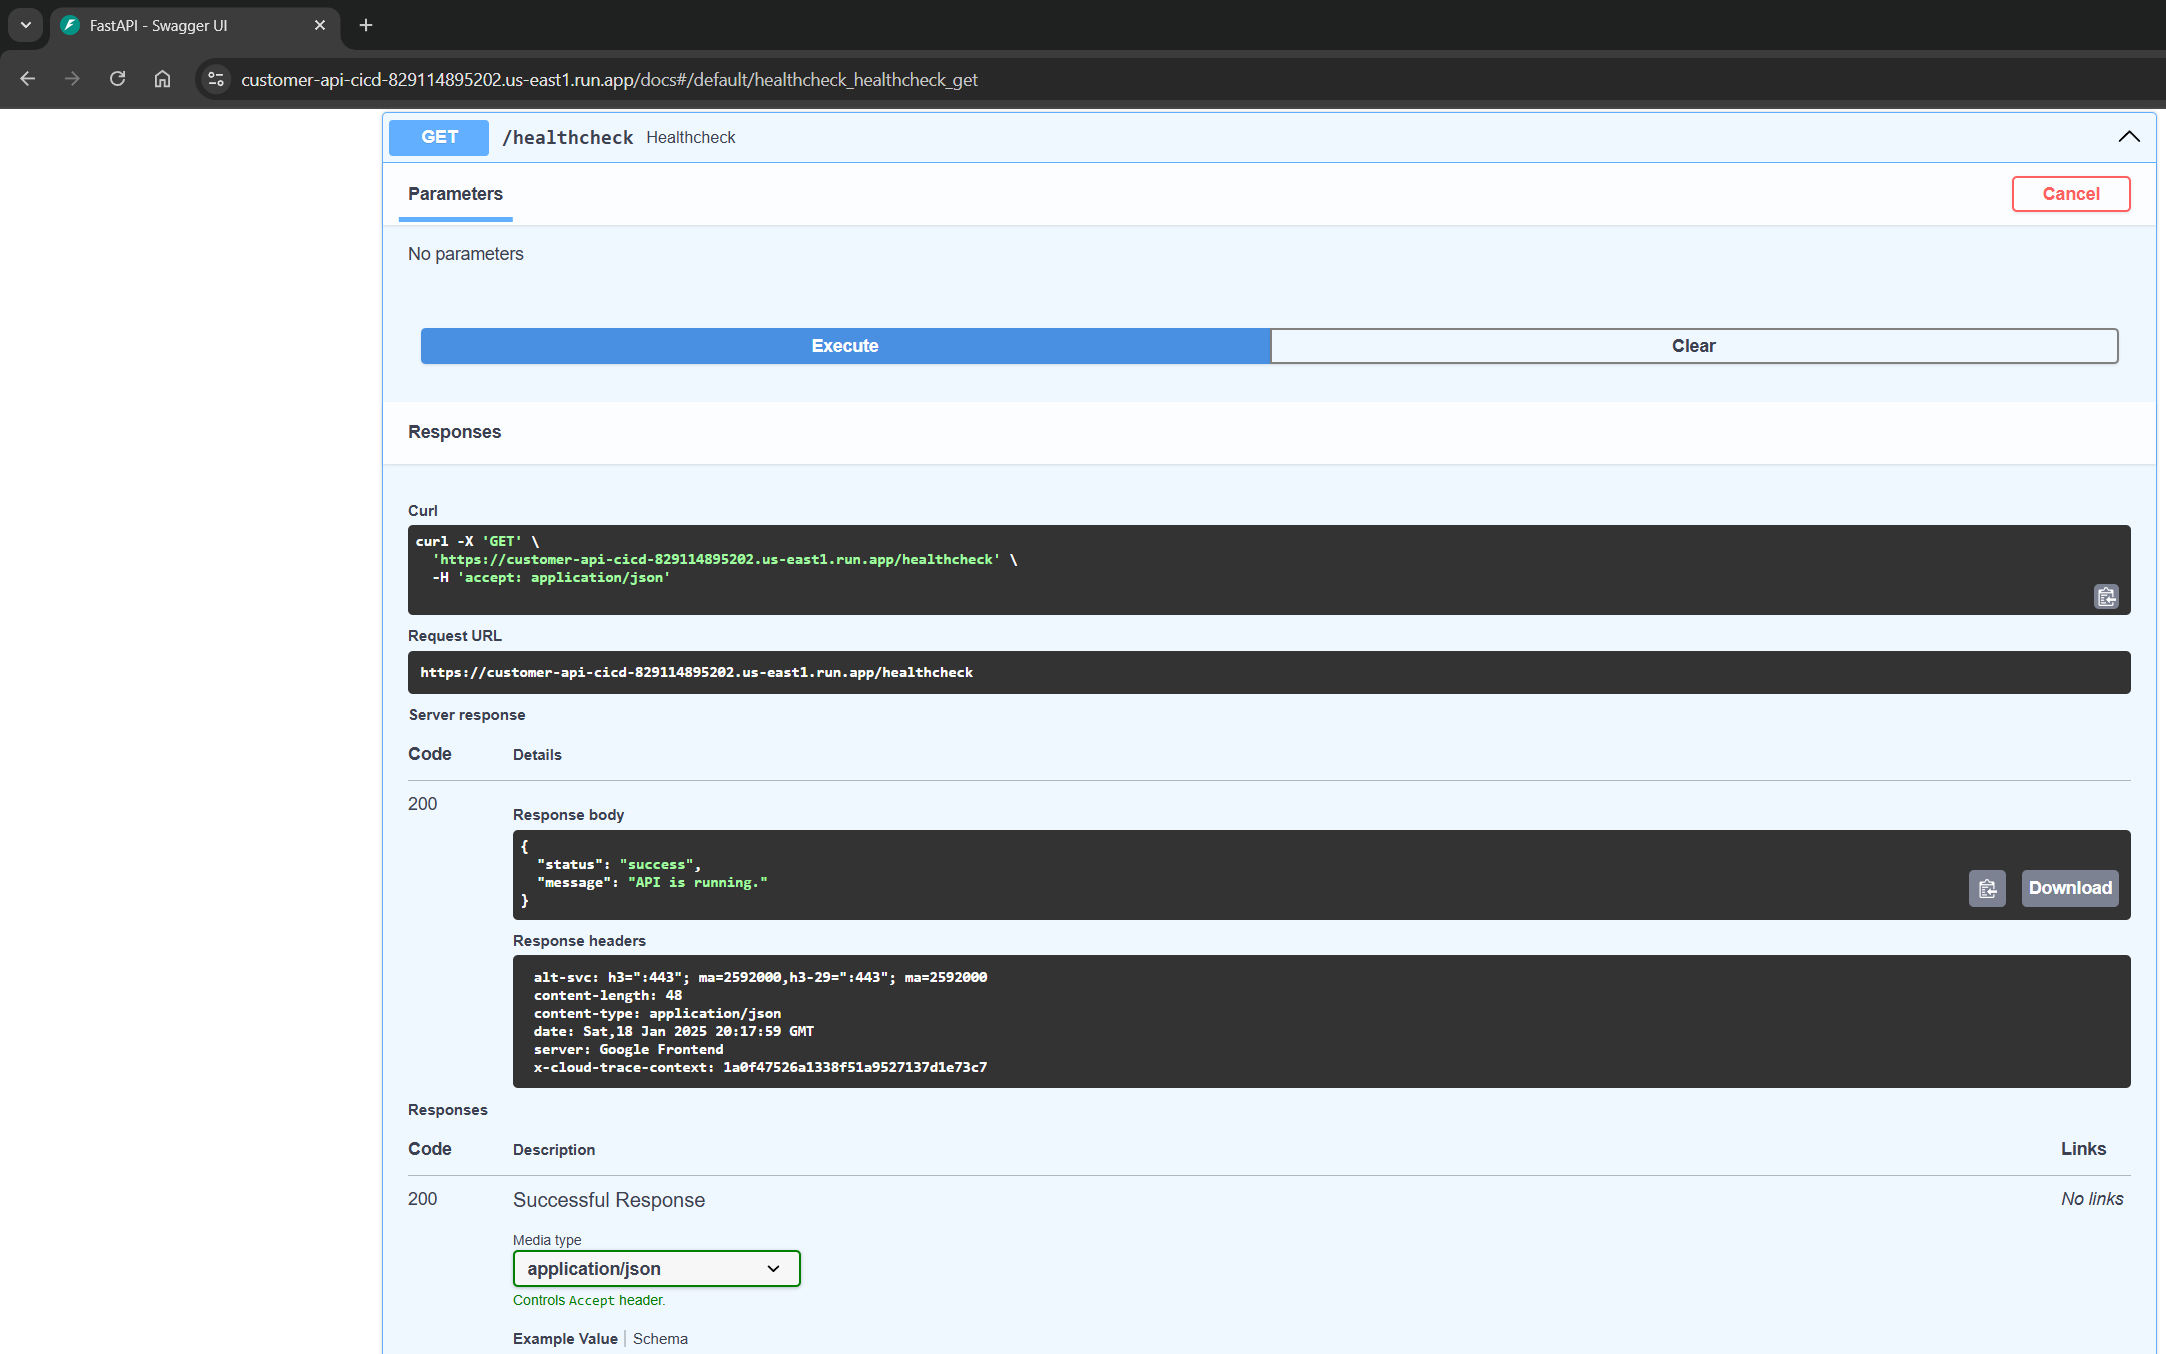 FastAPI - Swagger UI
customer-api-cicd-829114895202.us-east1.run.app/docs#/default/healthcheck_healthcheck_get
GET /healthcheck Healthcheck
Parameters
Cancel
No parameters
Execute
Clear
Responses
Curl
curl -X 'GET' \
'https://customer-api-cicd-829114895202.us-east1.run.app/healthcheck' \
-H 'accept: application/json'
Request URL
https://customer-api-cicd-829114895202.us-east1.run.app/healthcheck
Server response
Code Details
200
Response body
{
"status": "success",
"message": "API is running."
}
Download
Response headers
alt-svc: h3=":443"; ma=2592000,h3-29=":443"; ma=2592000
content-length: 48
content-type: application/json
date: Sat,18 Jan 2025 20:17:59 GMT
server: Google Frontend
x-cloud-trace-context: 1a0f47526a1338f51a9527137d1e73c7
Responses
Code Description Links
200 Successful Response No links
Media type
application/json
Controls Accept header.
Example Value Schema